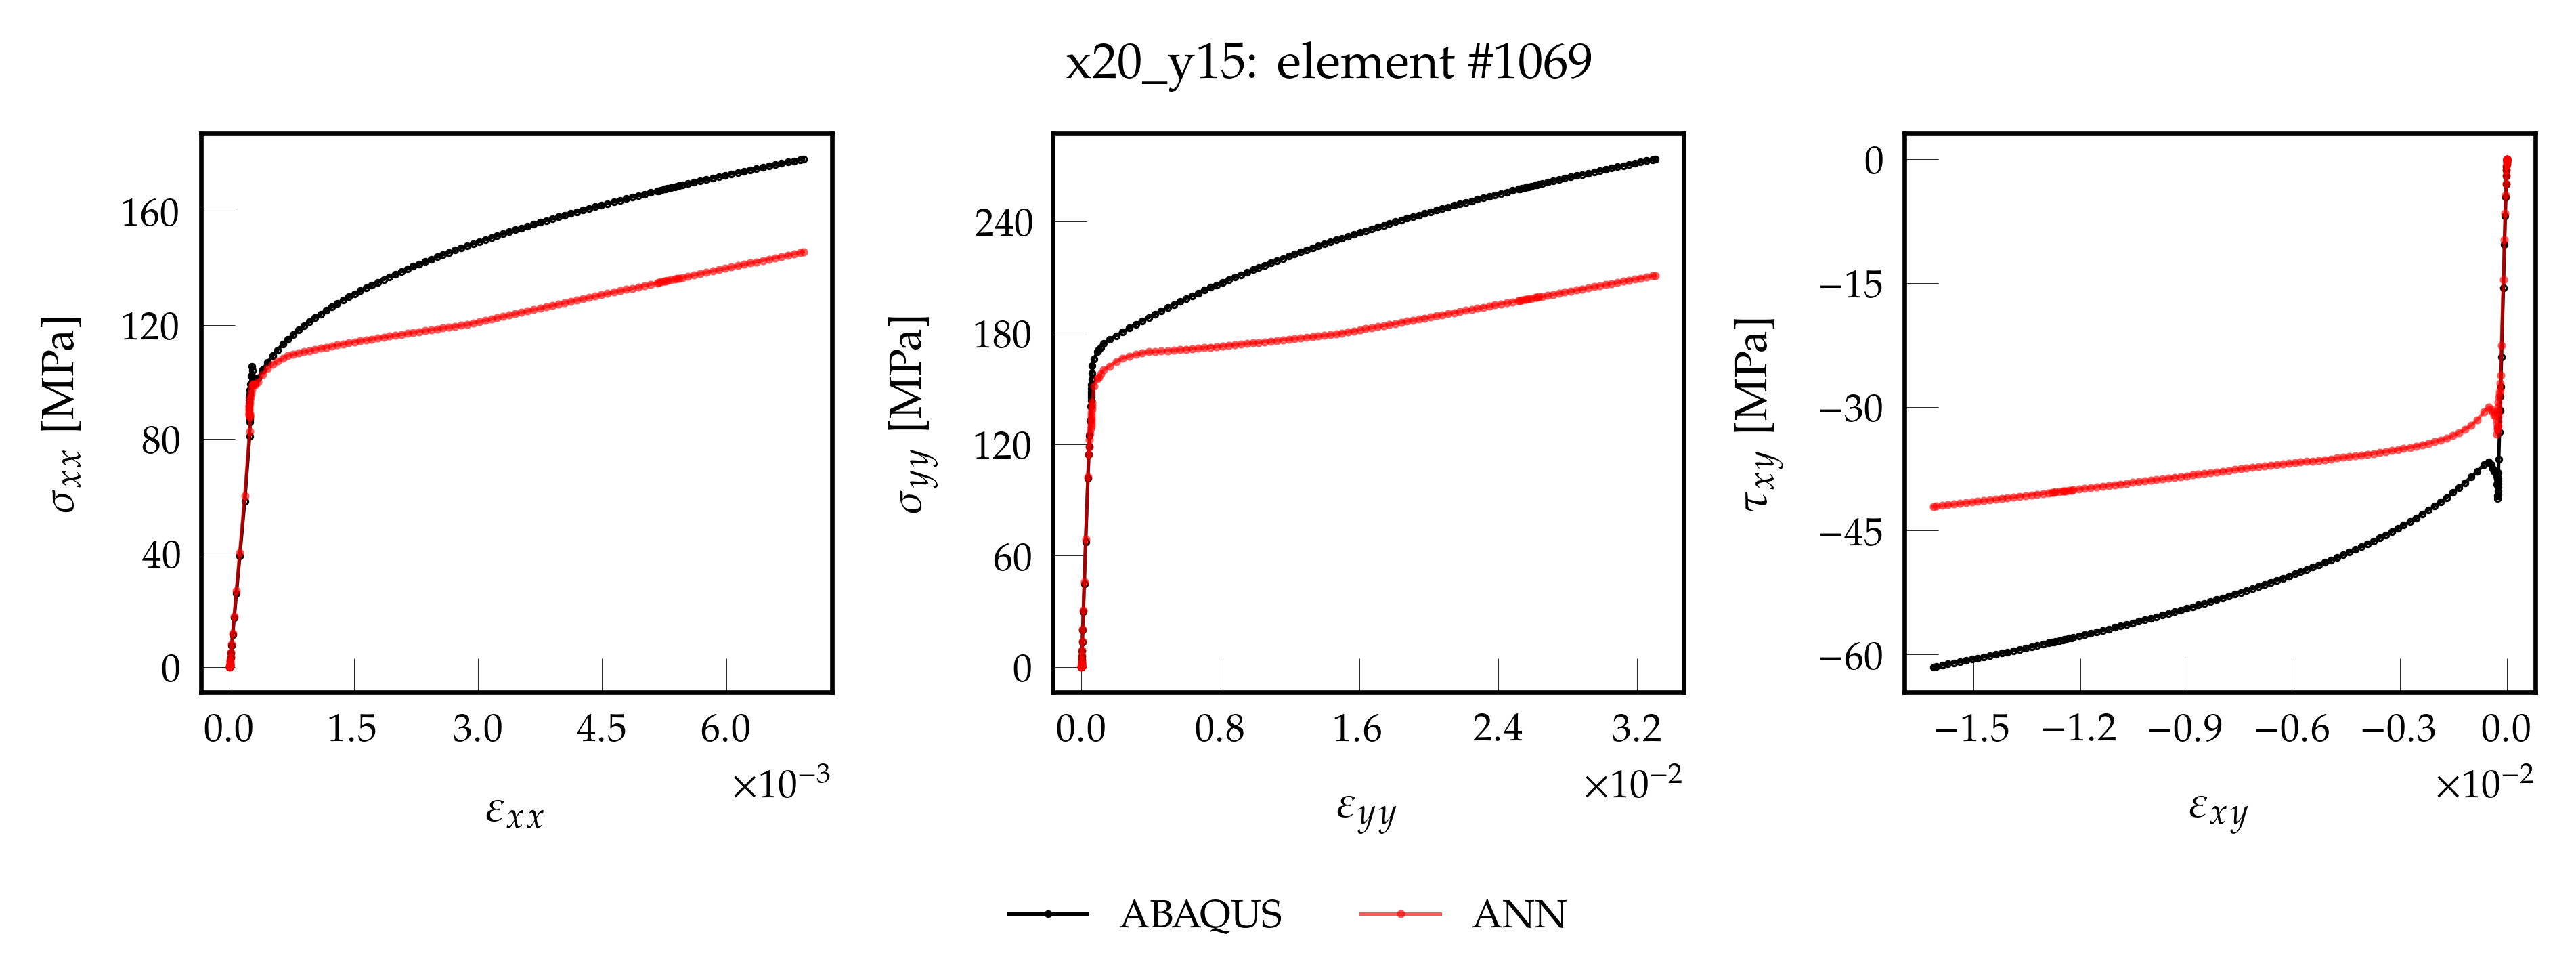 x20_y15: element #1069
σxx [MPa]
160
120
80
40
0
0.0 1.5 3.0 4.5 6.0
×10⁻³
εxx
σyy [MPa]
240
180
120
60
0
0.0 0.8 1.6 2.4 3.2
×10⁻²
εyy
τxy [MPa]
0
−15
−30
−45
−60
−1.5 −1.2 −0.9 −0.6 −0.3 0.0
×10⁻²
εxy
ABAQUS ANN